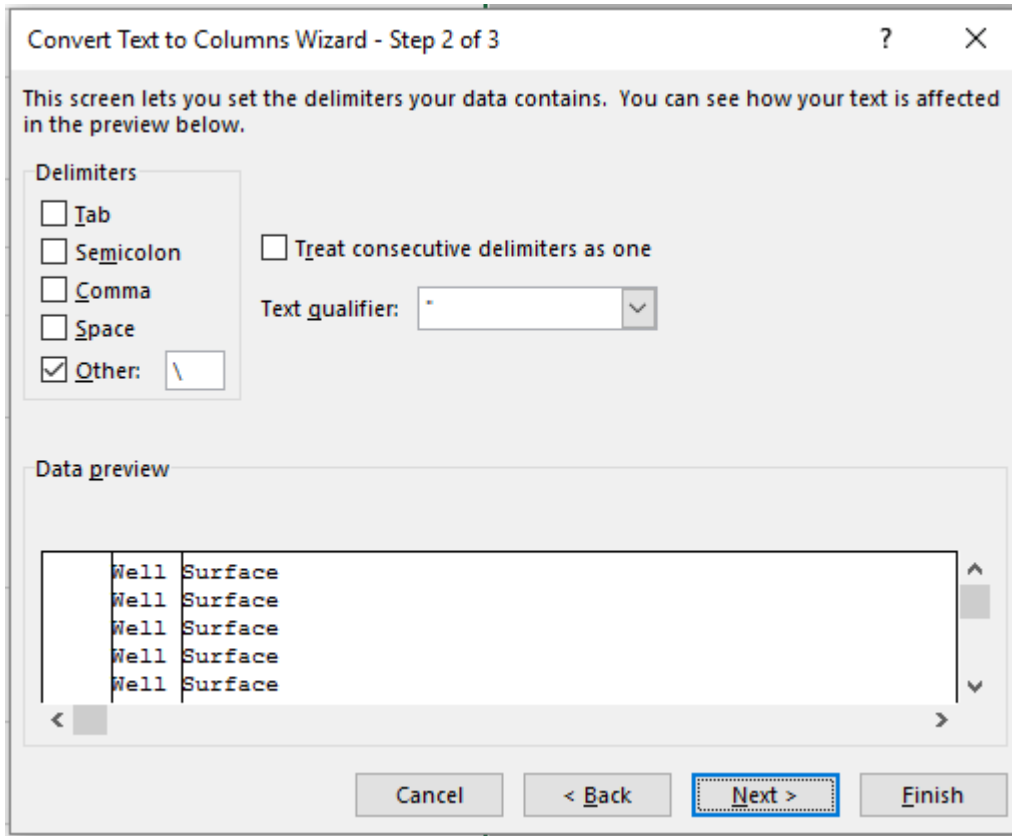 Convert Text to Columns Wizard - Step 2 of 3
?
This screen lets you set the delimiters your data contains.  You can see how your text is affected
in the preview below.
Delimiters
Tab
Semicolon
Comma
Space
Other: \
Treat consecutive delimiters as one
Text qualifier: "
Data preview
Well Surface
Well Surface
Well Surface
Well Surface
Well Surface
Cancel
< Back
Next >
Finish